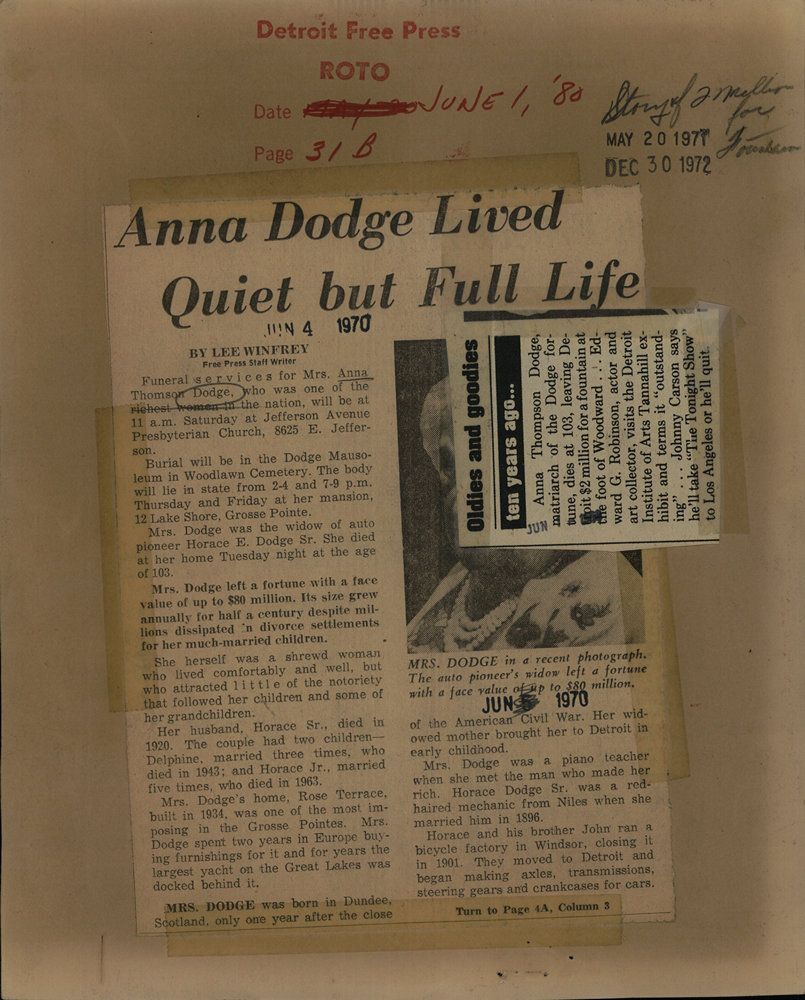 Detroit Free Press
ROTO
Date JUNE 1, '80
Page 31 B
Story of 2 million
for
MAY 20 1977
DEC 30 1972
Anna Dodge Lived
Quiet but Full Life
JUN 4 1970
BY LEE WINFREY
Free Press Staff Writer
Funeral services for Mrs. Anna
Thomson Dodge, who was one of the
richest women in the nation, will be at
11 a.m. Saturday at Jefferson Avenue
Presbyterian Church, 8625 E. Jeffer-
son.
Burial will be in the Dodge Mauso-
leum in Woodlawn Cemetery. The body
will lie in state from 2-4 and 7-9 p.m.
Thursday and Friday at her mansion,
12 Lake Shore, Grosse Pointe.
Mrs. Dodge was the widow of auto
pioneer Horace E. Dodge Sr. She died
at her home Tuesday night at the age
of 103.
Mrs. Dodge left a fortune with a face
value of up to $80 million. Its size grew
annually for half a century despite mil-
lions dissipated in divorce settlements
for her much-married children.
She herself was a shrewd woman
who lived comfortably and well, but
who attracted little of the notoriety
that followed her children and some of
her grandchildren.
Her husband, Horace Sr., died in
1920. The couple had two children—
Delphine, married three times, who
died in 1943; and Horace Jr., married
five times, who died in 1963.
Mrs. Dodge's home, Rose Terrace,
built in 1934, was one of the most im-
posing in the Grosse Pointes. Mrs.
Dodge spent two years in Europe buy-
ing furnishings for it and for years the
largest yacht on the Great Lakes was
docked behind it.
MRS. DODGE was born in Dundee,
Scotland, only one year after the close
Oldies and goodies
ten years ago...
JUN
Anna Thompson Dodge,
matriarch of the Dodge for-
tune, dies at 103, leaving De-
troit $2 million for a fountain at
the foot of Woodward . . . Ed-
ward G. Robinson, actor and
art collector, visits the Detroit
Institute of Arts Tannahill ex-
hibit and terms it "outstand-
ing" . . . Johnny Carson says
he'll take "The Tonight Show"
to Los Angeles or he'll quit.
MRS. DODGE in a recent photograph.
The auto pioneer's widow left a fortune
with a face value of up to $80 million.
JUN 1970
of the American Civil War. Her wid-
owed mother brought her to Detroit in
early childhood.
Mrs. Dodge was a piano teacher
when she met the man who made her
rich. Horace Dodge Sr. was a red-
haired mechanic from Niles when she
married him in 1896.
Horace and his brother John ran a
bicycle factory in Windsor, closing it
in 1901. They moved to Detroit and
began making axles, transmissions,
steering gears and crankcases for cars.
Turn to Page 4A, Column 3